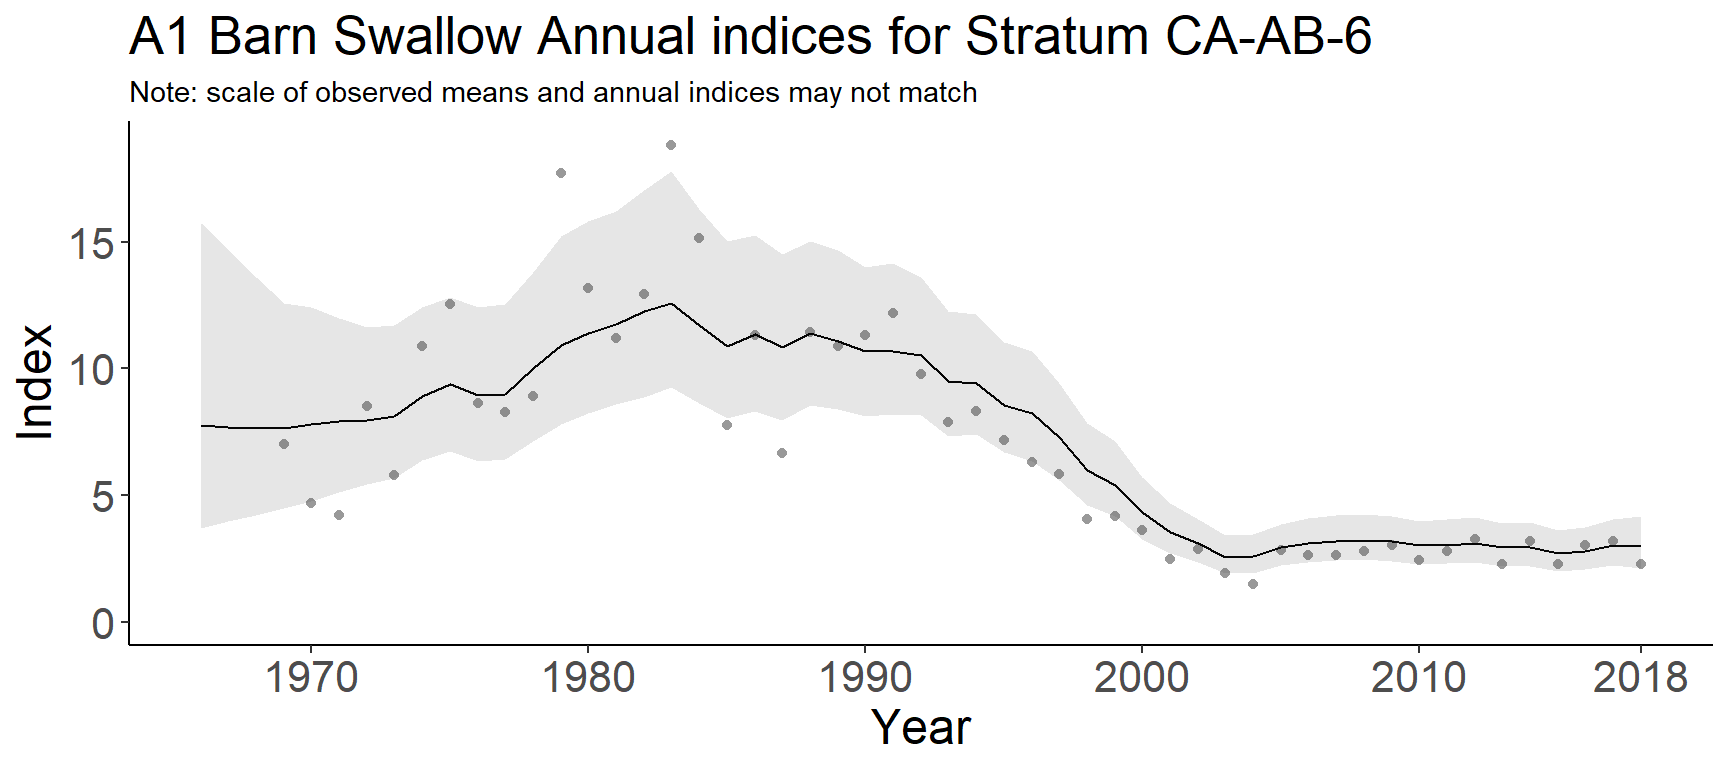 A1 Barn Swallow Annual indices for Stratum CA-AB-6
Note: scale of observed means and annual indices may not match
Index
15
10
5
0
1970 1980 1990 2000 2010 2018
Year